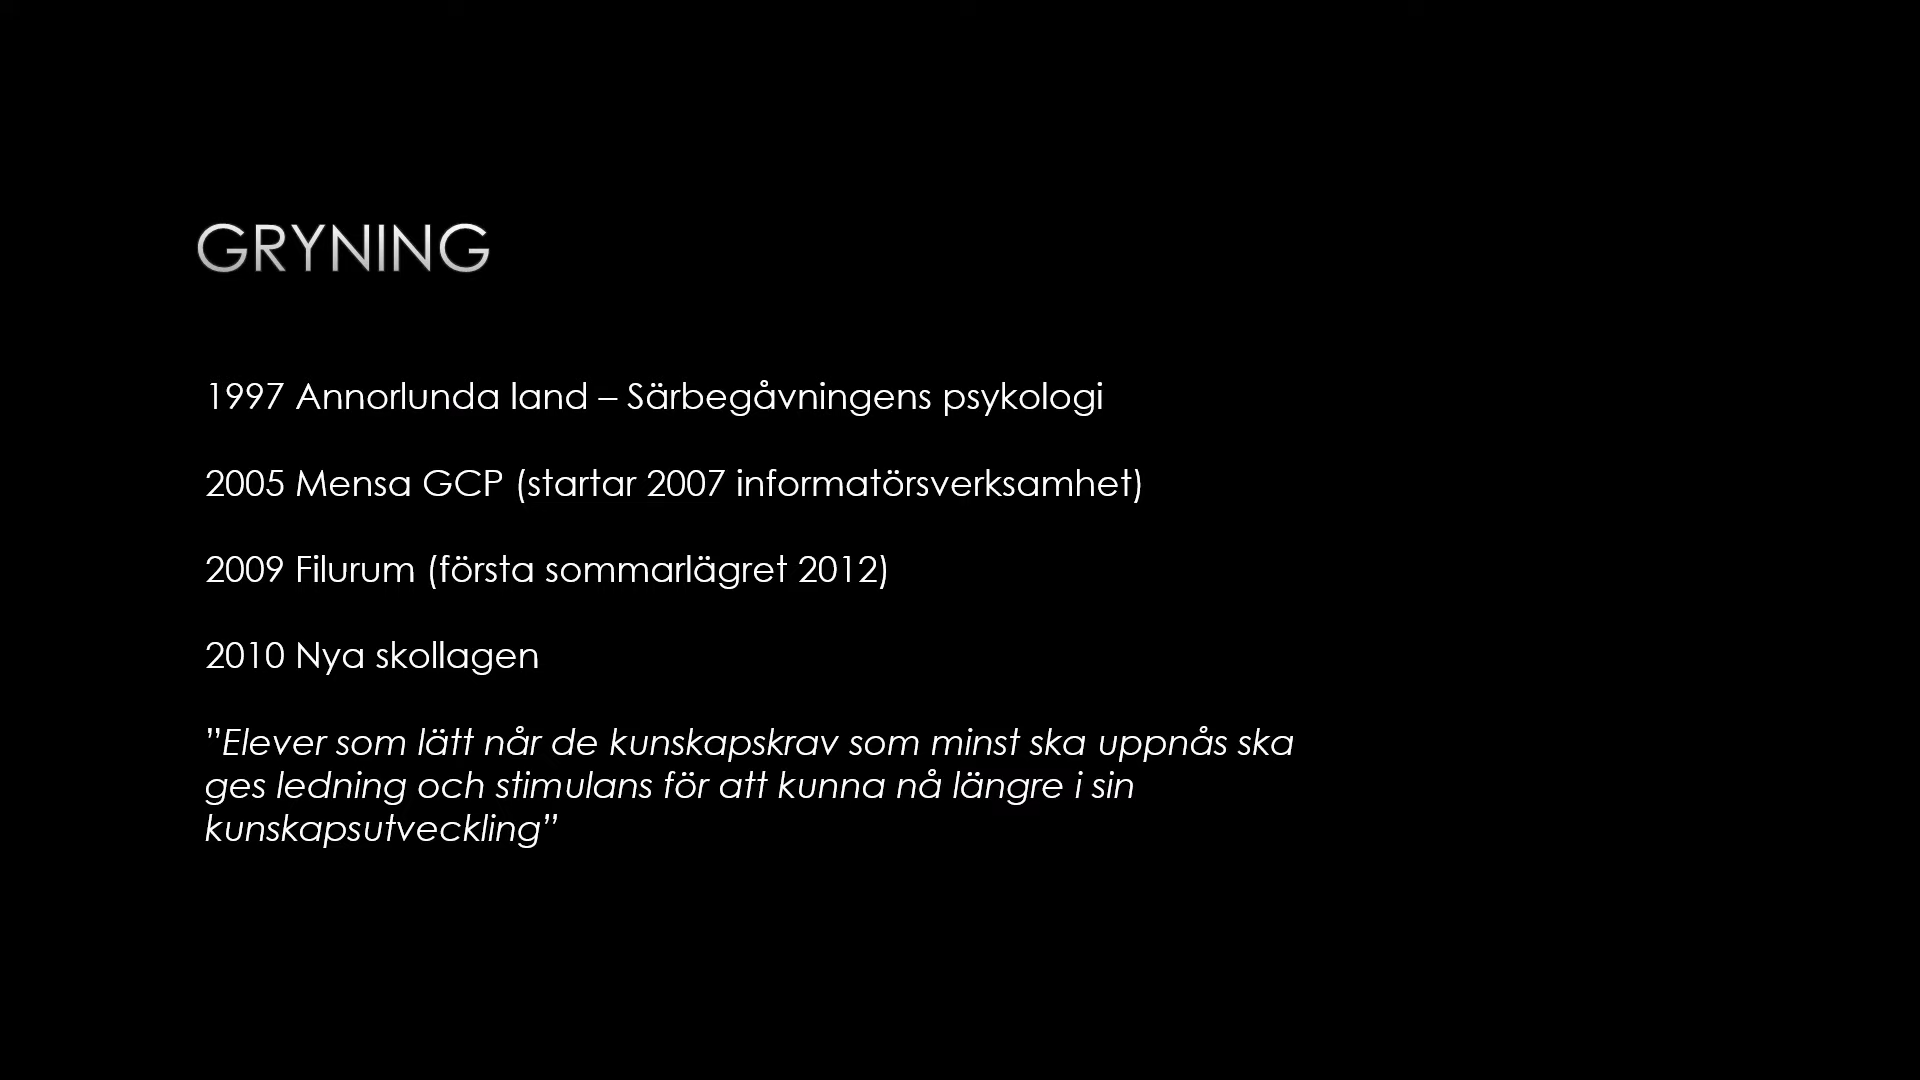 GRYNING
1997 Annorlunda land – Särbegåvningens psykologi
2005 Mensa GCP (startar 2007 informatörsverksamhet)
2009 Filurum (första sommarlägret 2012)
2010 Nya skollagen
”Elever som lätt når de kunskapskrav som minst ska uppnås ska
ges ledning och stimulans för att kunna nå längre i sin
kunskapsutveckling”